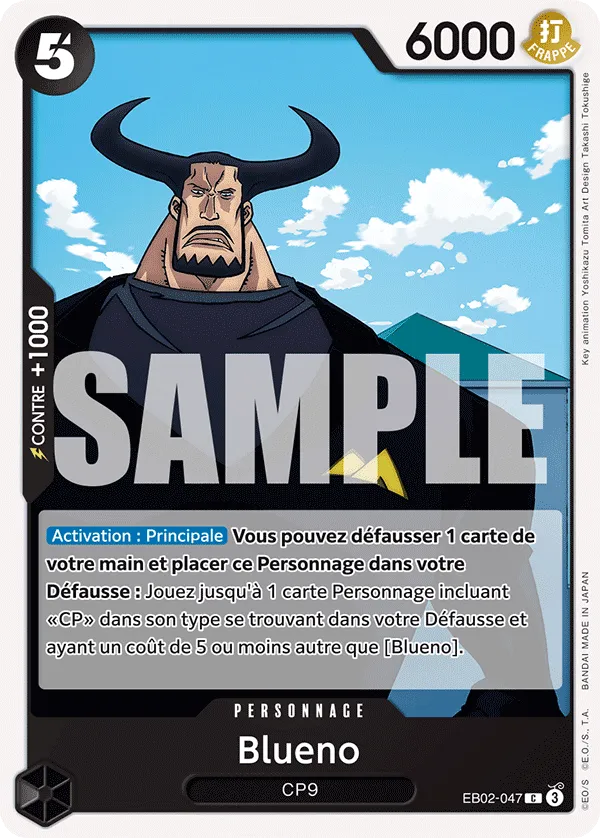 5
6000
打
FRAPPE
CONTRE +1000
Key animation Yoshikazu Tomita Art Design Takashi Tokushige
SAMPLE
Activation : Principale Vous pouvez défausser 1 carte de
votre main et placer ce Personnage dans votre
Défausse : Jouez jusqu'à 1 carte Personnage incluant
«CP» dans son type se trouvant dans votre Défausse et
ayant un coût de 5 ou moins autre que [Blueno].
PERSONNAGE
Blueno
CP9
EB02-047 C 3
©EO/S ©E.O./S., T.A. BANDAI MADE IN JAPAN